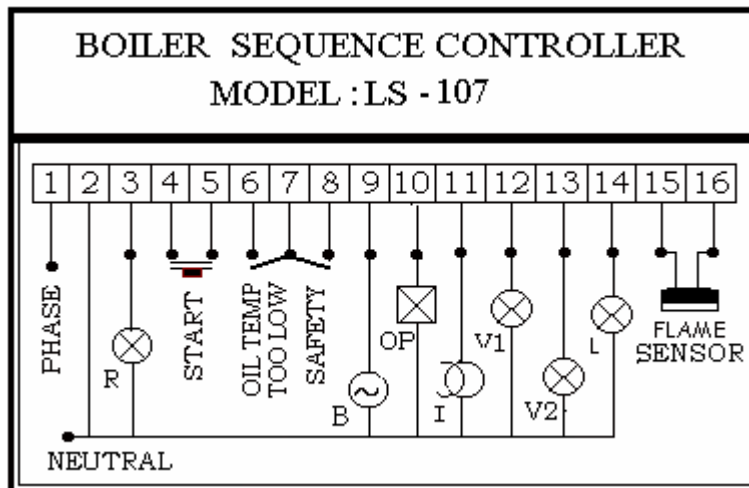 BOILER SEQUENCE CONTROLLER
MODEL : LS - 107
1 2 3 4 5 6 7 8 9 10 11 12 13 14 15 16
PHASE
R
START
OIL TEMP
TOO LOW
SAFETY
B
OP
I
V1
V2
L
FLAME
SENSOR
NEUTRAL